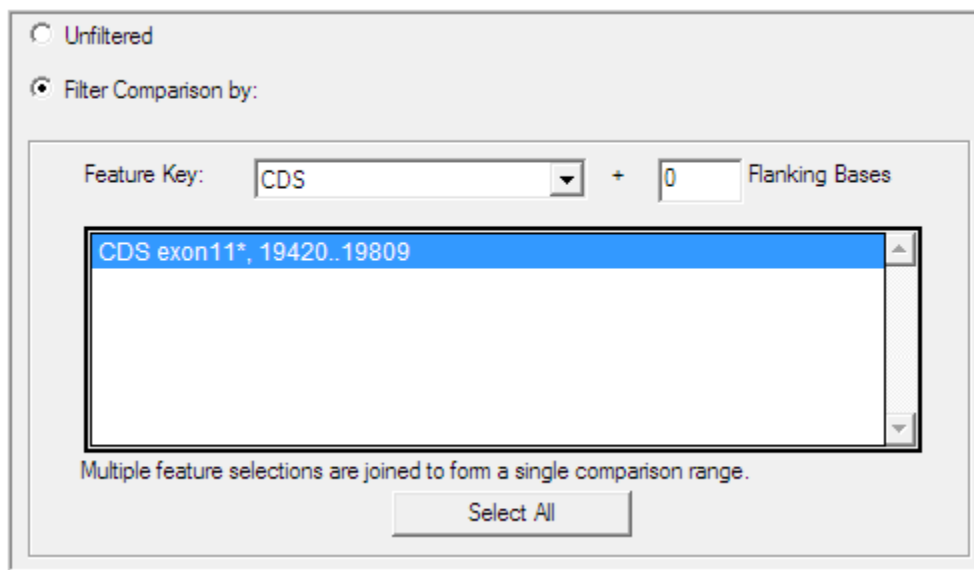 Unfiltered
Filter Comparison by:
Feature Key: CDS + 0 Flanking Bases
CDS exon11*, 19420..19809
Multiple feature selections are joined to form a single comparison range.
Select All